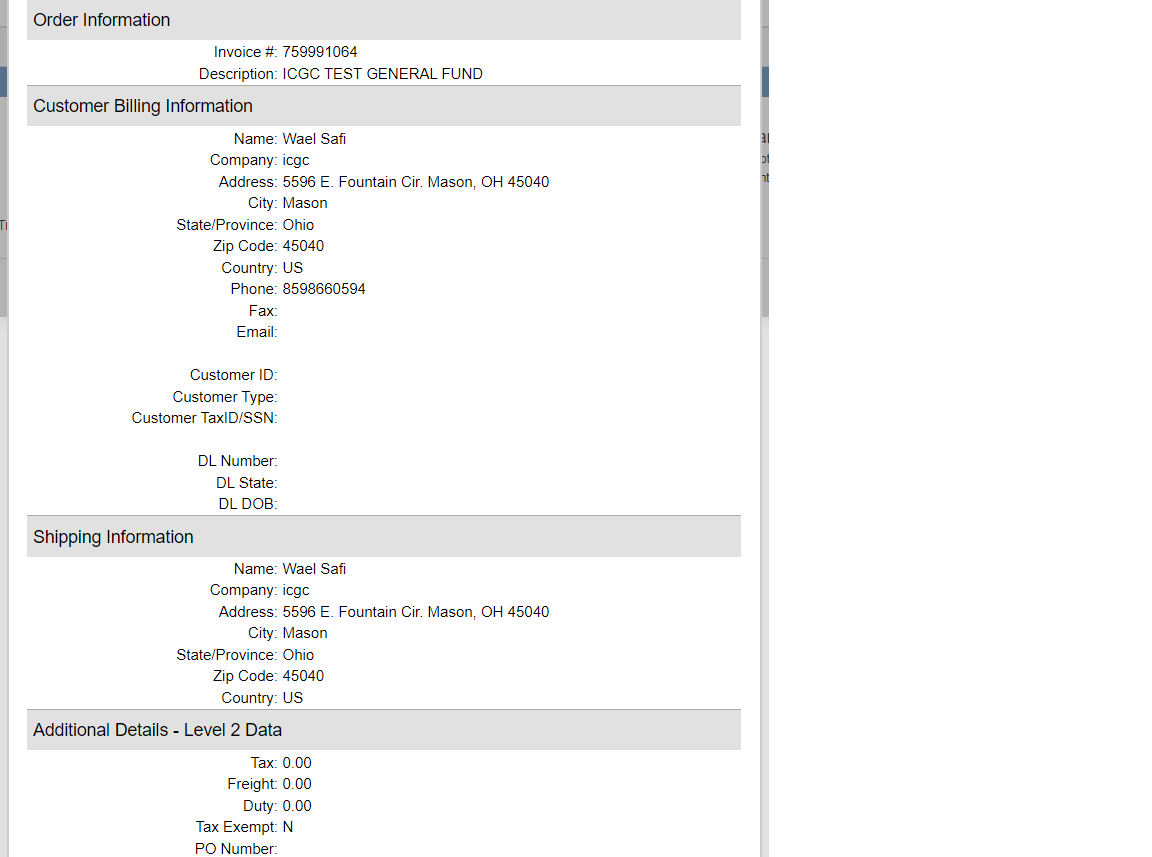 Order Information
Invoice #: 759991064
Description: ICGC TEST GENERAL FUND
Customer Billing Information
Name: Wael Safi
Company: icgc
Address: 5596 E. Fountain Cir. Mason, OH 45040
City: Mason
State/Province: Ohio
Zip Code: 45040
Country: US
Phone: 8598660594
Fax:
Email:
Customer ID:
Customer Type:
Customer TaxID/SSN:
DL Number:
DL State:
DL DOB:
Shipping Information
Name: Wael Safi
Company: icgc
Address: 5596 E. Fountain Cir. Mason, OH 45040
City: Mason
State/Province: Ohio
Zip Code: 45040
Country: US
Additional Details - Level 2 Data
Tax: 0.00
Freight: 0.00
Duty: 0.00
Tax Exempt: N
PO Number: